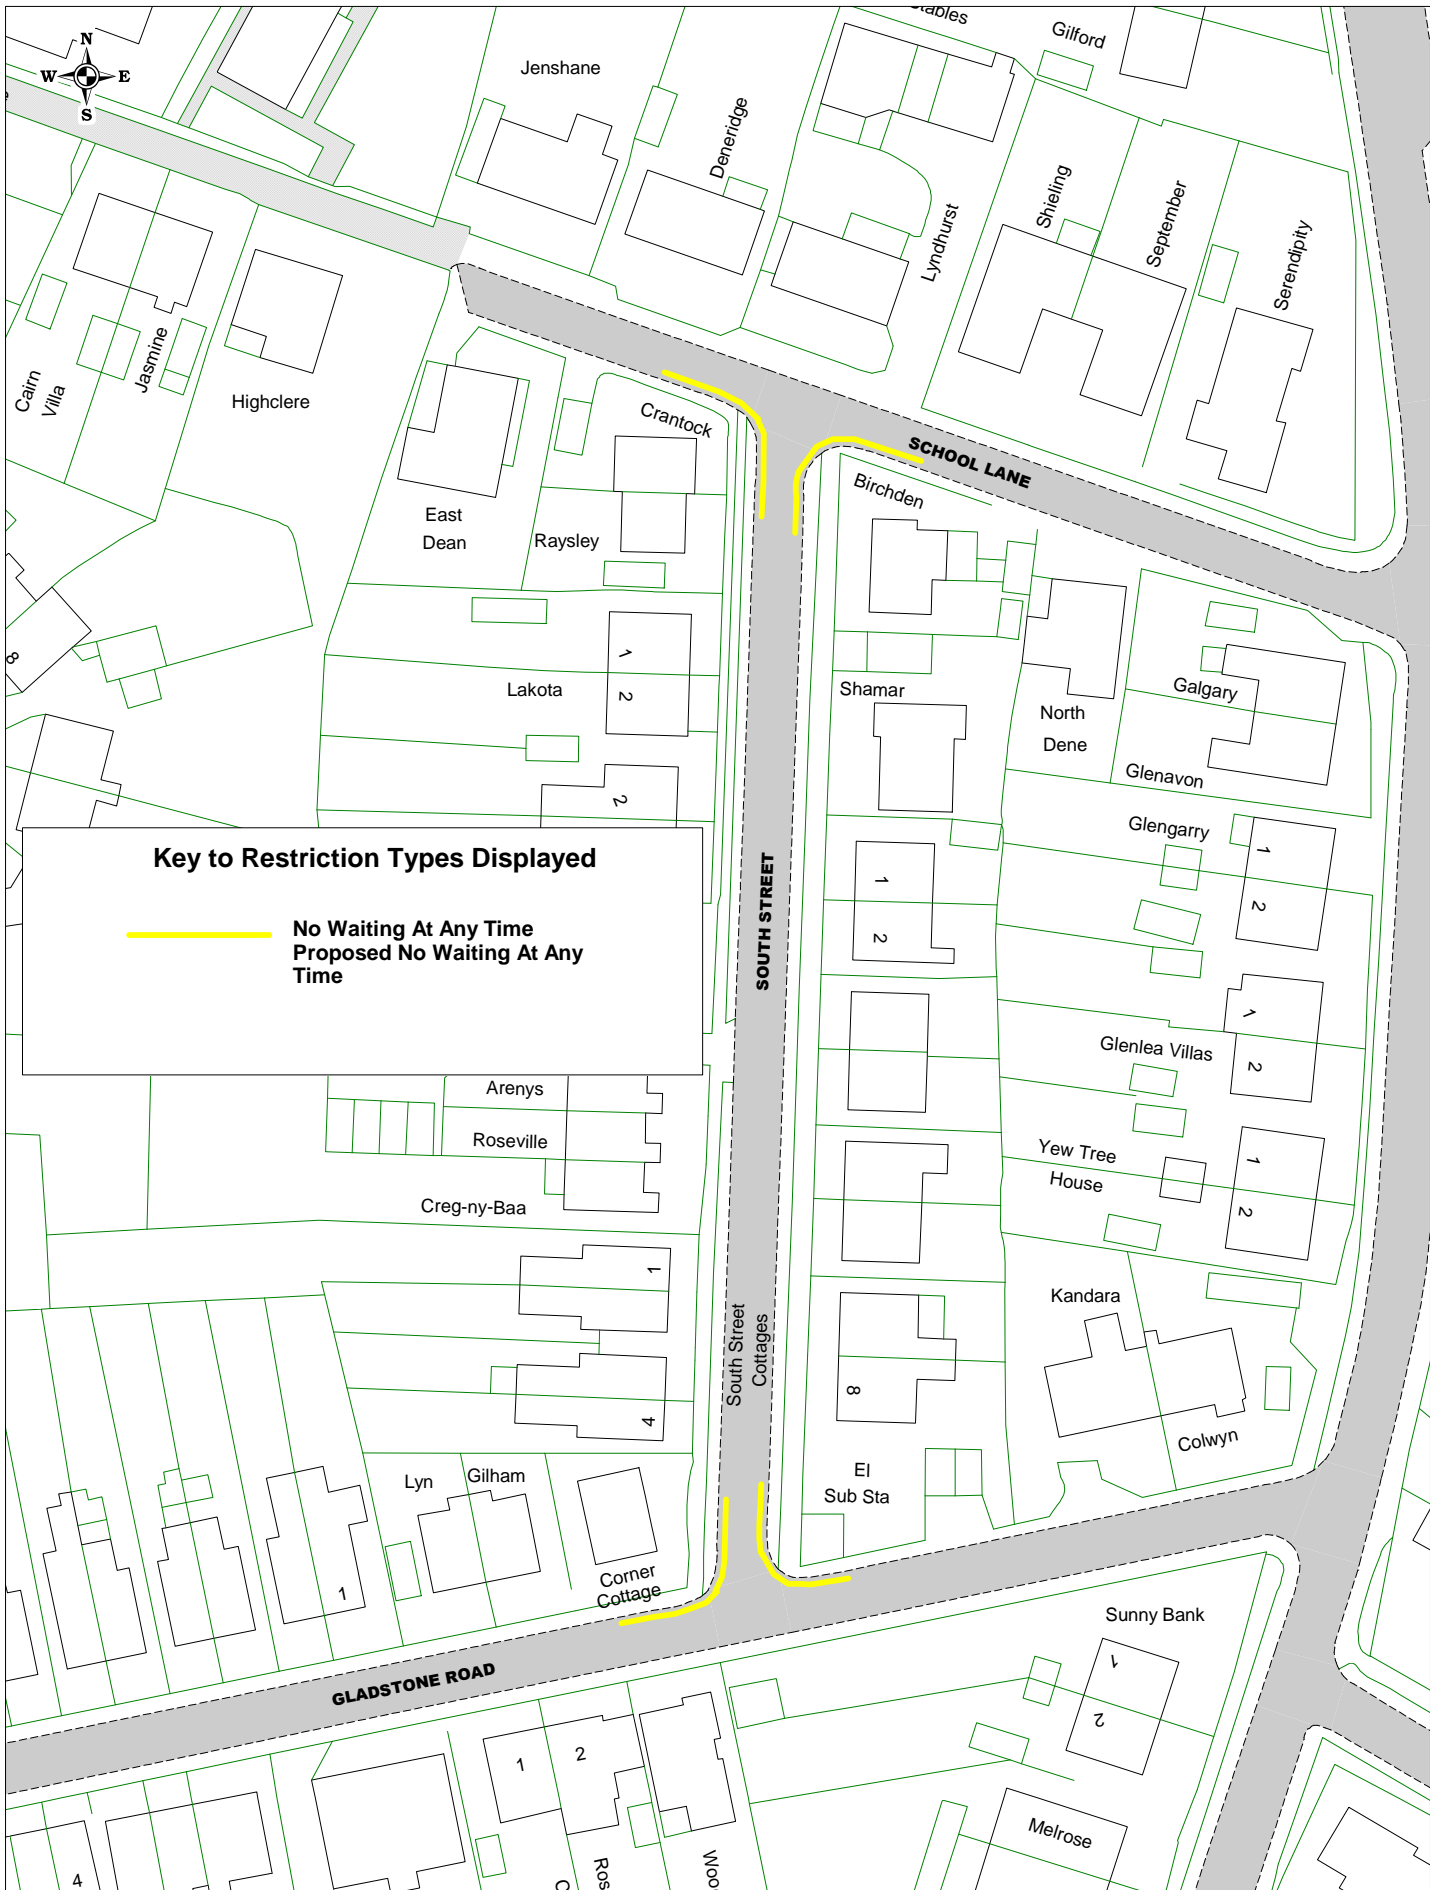 Gilford
N
W
E
S
Jenshane
Deneridge
Lyndhurst
Shieling
September
Serendipity
Cairn
Villa
Jasmine
Highclere
Crantock
SCHOOL LANE
East
Dean
Raysley
Birchden
8
1
2
Lakota
Shamar
North
Dene
Galgary
Glenavon
2
Glengarry
1
2
1
2
Key to Restriction Types Displayed
No Waiting At Any Time
Proposed No Waiting At Any
Time
SOUTH STREET
1
2
Glenlea Villas
Arenys
Roseville
Creg-ny-Baa
Yew Tree
House
1
2
1
4
South Street
Cottages
Kandara
8
Colwyn
Lyn
Gilham
El
Sub Sta
1
Corner
Cottage
Sunny Bank
1
2
GLADSTONE ROAD
1
2
Melrose
4